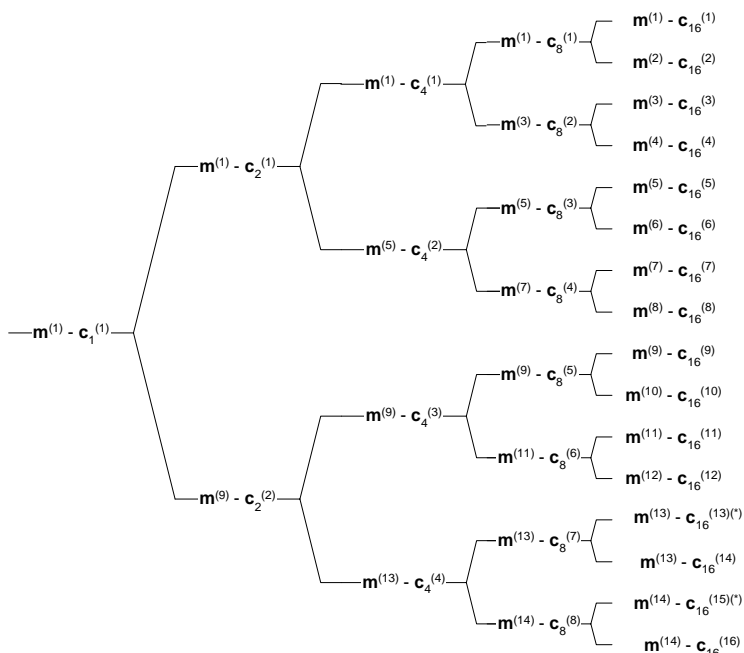 m⁽¹⁾ - c₁₆⁽¹⁾
m⁽¹⁾ - c₈⁽¹⁾
m⁽²⁾ - c₁₆⁽²⁾
m⁽¹⁾ - c₄⁽¹⁾
m⁽³⁾ - c₁₆⁽³⁾
m⁽³⁾ - c₈⁽²⁾
m⁽⁴⁾ - c₁₆⁽⁴⁾
m⁽¹⁾ - c₂⁽¹⁾
m⁽⁵⁾ - c₁₆⁽⁵⁾
m⁽⁵⁾ - c₈⁽³⁾
m⁽⁶⁾ - c₁₆⁽⁶⁾
m⁽⁵⁾ - c₄⁽²⁾
m⁽⁷⁾ - c₁₆⁽⁷⁾
m⁽⁷⁾ - c₈⁽⁴⁾
m⁽⁸⁾ - c₁₆⁽⁸⁾
m⁽¹⁾ - c₁⁽¹⁾
m⁽⁹⁾ - c₁₆⁽⁹⁾
m⁽⁹⁾ - c₈⁽⁵⁾
m⁽¹⁰⁾ - c₁₆⁽¹⁰⁾
m⁽⁹⁾ - c₄⁽³⁾
m⁽¹¹⁾ - c₁₆⁽¹¹⁾
m⁽¹¹⁾ - c₈⁽⁶⁾
m⁽¹²⁾ - c₁₆⁽¹²⁾
m⁽⁹⁾ - c₂⁽²⁾
m⁽¹³⁾ - c₁₆⁽¹³⁾⁽*⁾
m⁽¹³⁾ - c₈⁽⁷⁾
m⁽¹³⁾ - c₁₆⁽¹⁴⁾
m⁽¹³⁾ - c₄⁽⁴⁾
m⁽¹⁴⁾ - c₁₆⁽¹⁵⁾⁽*⁾
m⁽¹⁴⁾ - c₈⁽⁸⁾
m⁽¹⁴⁾ - c₁₆⁽¹⁶⁾